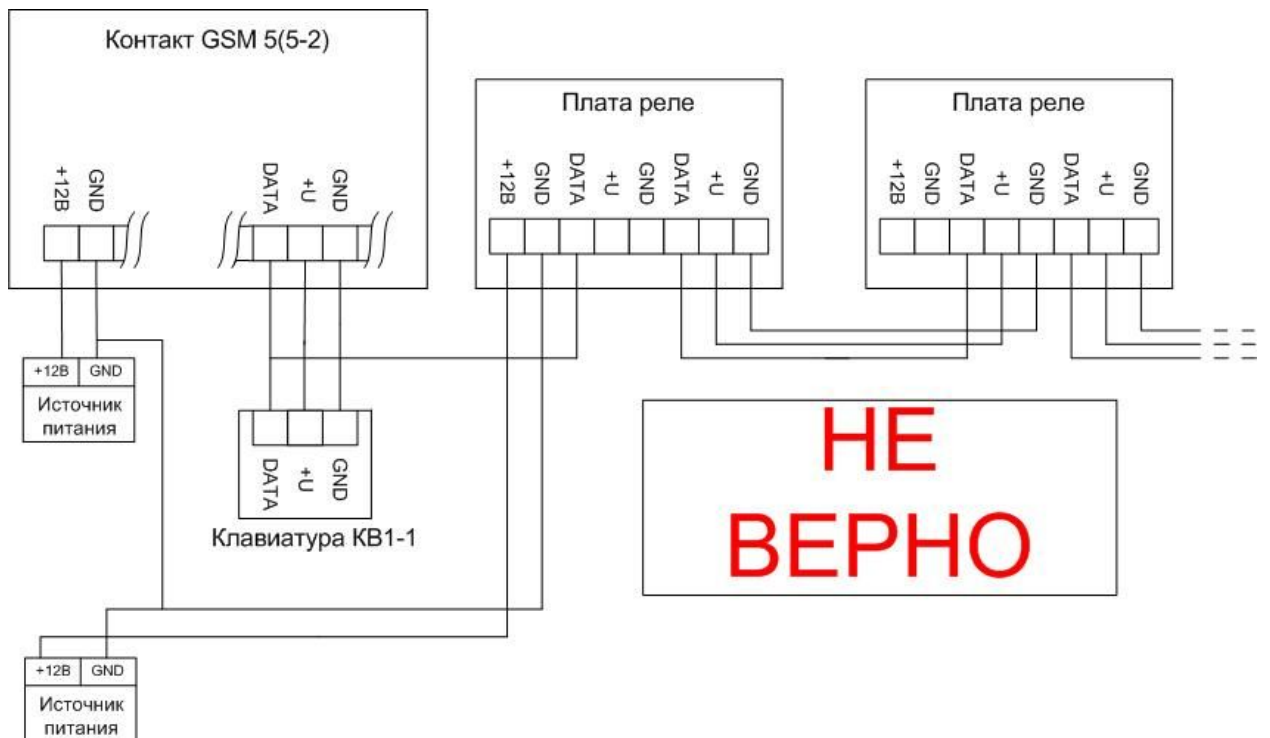 Контакт GSM 5(5-2)
+12В
GND
DATA
+U
GND
Плата реле
+12В
GND
DATA
+U
GND
DATA
+U
GND
Плата реле
+12В
GND
DATA
+U
GND
DATA
+U
GND
+12В
GND
Источник
питания
DATA
+U
GND
Клавиатура КВ1-1
НЕ
ВЕРНО
+12В
GND
Источник
питания